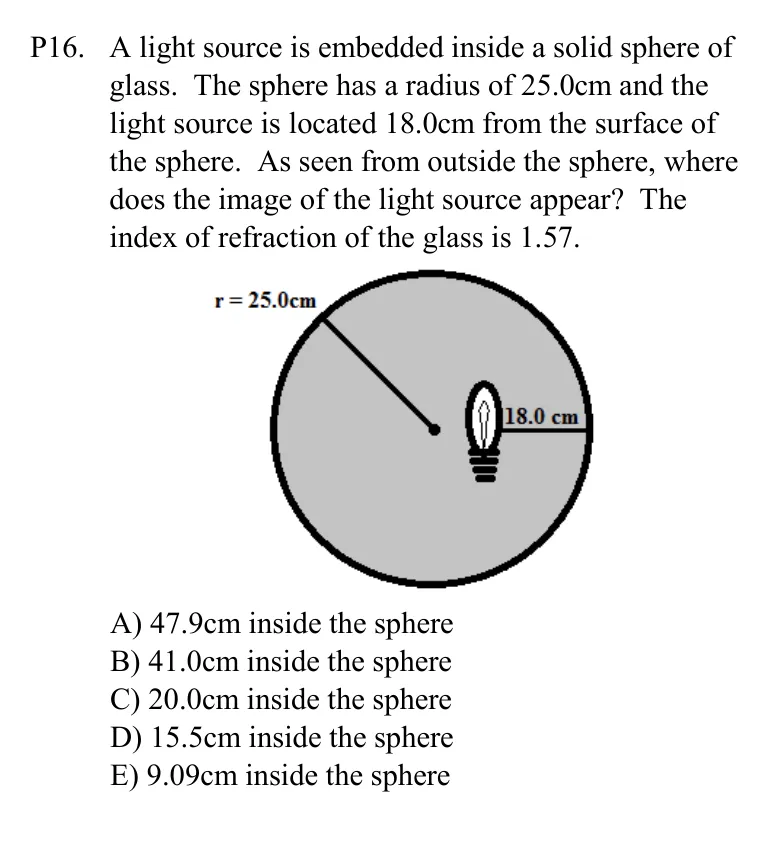 P16. A light source is embedded inside a solid sphere of
glass. The sphere has a radius of 25.0cm and the
light source is located 18.0cm from the surface of
the sphere. As seen from outside the sphere, where
does the image of the light source appear? The
index of refraction of the glass is 1.57.
r = 25.0cm
18.0 cm
A) 47.9cm inside the sphere
B) 41.0cm inside the sphere
C) 20.0cm inside the sphere
D) 15.5cm inside the sphere
E) 9.09cm inside the sphere